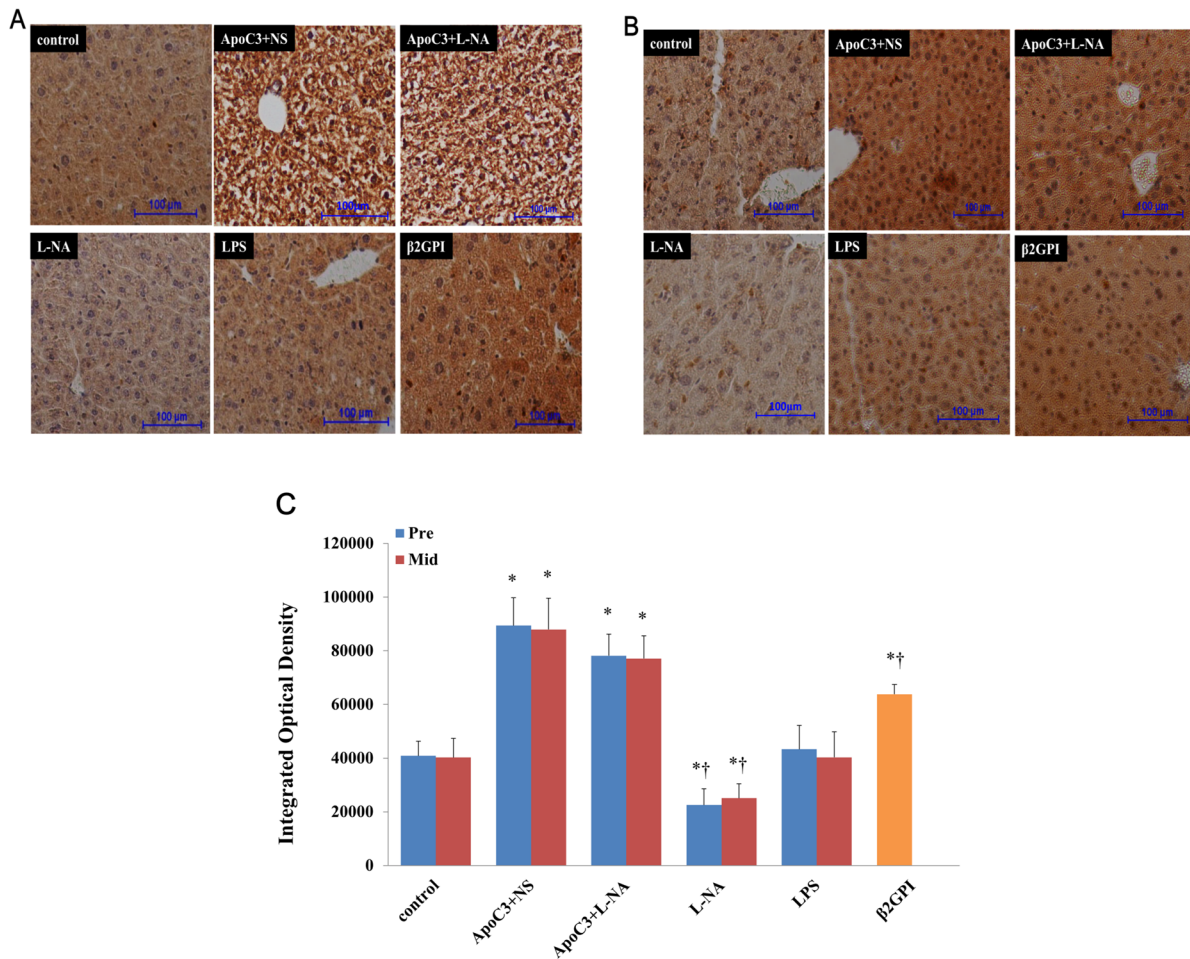 A
control
ApoC3+NS
ApoC3+L-NA
100 μm
100 μm
100 μm
L-NA
LPS
β2GPI
100 μm
100 μm
100 μm
B
control
ApoC3+NS
ApoC3+L-NA
100 μm
100 μm
100 μm
L-NA
LPS
β2GPI
100 μm
100 μm
100 μm
C
Pre
Mid
Integrated Optical Density
120000
100000
80000
60000
40000
20000
0
* *
* *
*† *†
*†
control
ApoC3+NS
ApoC3+L-NA
L-NA
LPS
β2GPI